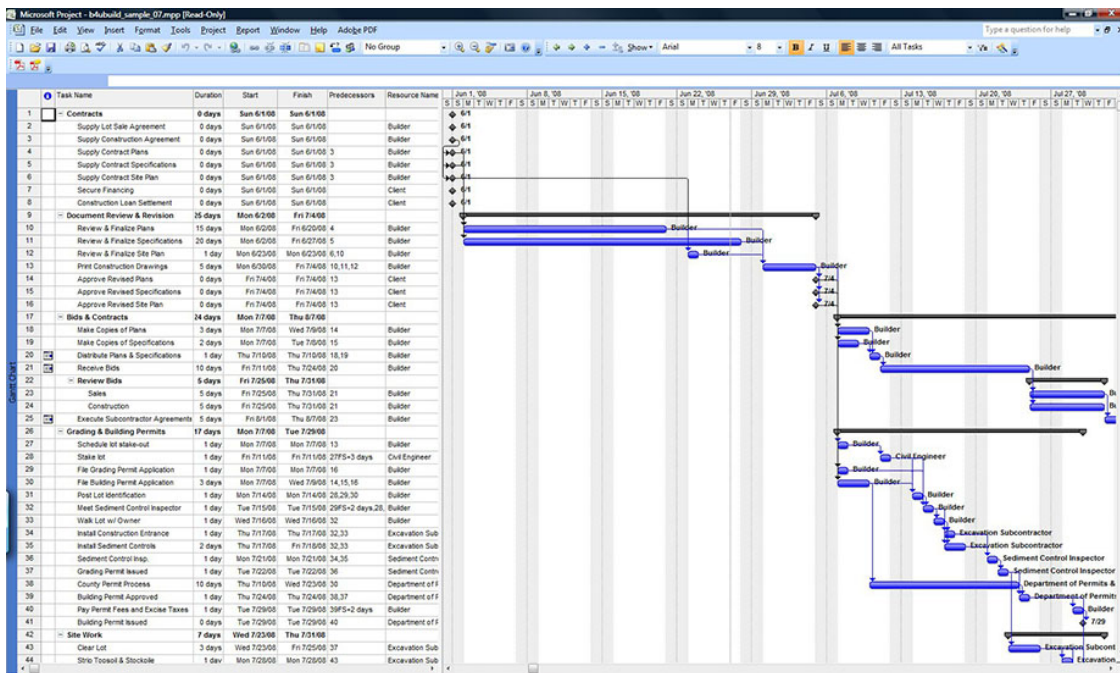 Microsoft Project - b4ubuild_sample_07.mpp [Read-Only]
File Edit View Insert Format Tools Project Report Window Help Adobe PDF Type a question for help
No Group Show Arial 8 B I U All Tasks
Task Name Duration Start Finish Predecessors Resource Name Jun 1, '08 Jun 8, '08 Jun 15, '08 Jun 22, '08 Jun 29, '08 Jul 6, '08 Jul 13, '08 Jul 20, '08 Jul 27, '08
S S M T W T F S S M T W T F S S M T W T F S S M T W T F S S M T W T F S S M T W T F S S M T W T F S S M T W T F S S M T W T F
1 Contracts 0 days Sun 6/1/08 Sun 6/1/08 6/1
2 Supply Lot Sale Agreement 0 days Sun 6/1/08 Sun 6/1/08 Builder 6/1
3 Supply Construction Agreement 0 days Sun 6/1/08 Sun 6/1/08 Builder 6/1
4 Supply Contract Plans 0 days Sun 6/1/08 Sun 6/1/08 3 Builder 6/1
5 Supply Contract Specifications 0 days Sun 6/1/08 Sun 6/1/08 3 Builder 6/1
6 Supply Contract Site Plan 0 days Sun 6/1/08 Sun 6/1/08 3 Builder 6/1
7 Secure Financing 0 days Sun 6/1/08 Sun 6/1/08 Client 6/1
8 Construction Loan Settlement 0 days Sun 6/1/08 Sun 6/1/08 Client 6/1
9 Document Review & Revision 25 days Mon 6/2/08 Fri 7/4/08
10 Review & Finalize Plans 15 days Mon 6/2/08 Fri 6/20/08 4 Builder Builder
11 Review & Finalize Specifications 20 days Mon 6/2/08 Fri 6/27/08 5 Builder Builder
12 Review & Finalize Site Plan 1 day Mon 6/23/08 Mon 6/23/08 6,10 Builder Builder
13 Print Construction Drawings 5 days Mon 6/30/08 Fri 7/4/08 10,11,12 Builder Builder
14 Approve Revised Plans 0 days Fri 7/4/08 Fri 7/4/08 13 Client 7/4
15 Approve Revised Specifications 0 days Fri 7/4/08 Fri 7/4/08 13 Client 7/4
16 Approve Revised Site Plan 0 days Fri 7/4/08 Fri 7/4/08 13 Client 7/4
17 Bids & Contracts 24 days Mon 7/7/08 Thu 8/7/08
18 Make Copies of Plans 3 days Mon 7/7/08 Wed 7/9/08 14 Builder Builder
19 Make Copies of Specifications 2 days Mon 7/7/08 Tue 7/8/08 15 Builder Builder
20 Distribute Plans & Specifications 1 day Thu 7/10/08 Thu 7/10/08 18,19 Builder Builder
21 Receive Bids 10 days Fri 7/11/08 Thu 7/24/08 20 Builder Builder
22 Review Bids 5 days Fri 7/25/08 Thu 7/31/08
23 Sales 5 days Fri 7/25/08 Thu 7/31/08 21 Builder
24 Construction 5 days Fri 7/25/08 Thu 7/31/08 21 Builder
25 Execute Subcontractor Agreements 5 days Fri 8/1/08 Thu 8/7/08 23 Builder
26 Grading & Building Permits 17 days Mon 7/7/08 Tue 7/29/08
27 Schedule lot stake-out 1 day Mon 7/7/08 Mon 7/7/08 13 Builder Builder
28 Stake lot 1 day Fri 7/11/08 Fri 7/11/08 27FS+3 days Civil Engineer Civil Engineer
29 File Grading Permit Application 1 day Mon 7/7/08 Mon 7/7/08 16 Builder Builder
30 File Building Permit Application 3 days Mon 7/7/08 Wed 7/9/08 14,15,16 Builder Builder
31 Post Lot Identification 1 day Mon 7/14/08 Mon 7/14/08 28,29,30 Builder Builder
32 Meet Sediment Control Inspector 1 day Tue 7/15/08 Tue 7/15/08 29FS+2 days,28, Builder Builder
33 Walk Lot w/ Owner 1 day Wed 7/16/08 Wed 7/16/08 32 Builder Builder
34 Install Construction Entrance 1 day Thu 7/17/08 Thu 7/17/08 32,33 Excavation Sub Excavation Subcontractor
35 Install Sediment Controls 2 days Thu 7/17/08 Fri 7/18/08 32,33 Excavation Sub Excavation Subcontractor
36 Sediment Control Insp. 1 day Mon 7/21/08 Mon 7/21/08 34,35 Sediment Contr Sediment Control Inspector
37 Grading Permit Issued 1 day Tue 7/22/08 Tue 7/22/08 36 Sediment Contr Sediment Control Inspector
38 County Permit Process 10 days Thu 7/10/08 Wed 7/23/08 30 Department of F Department of Permits &
39 Building Permit Approved 1 day Thu 7/24/08 Thu 7/24/08 38,37 Department of F Department of Permits
40 Pay Permit Fees and Excise Taxes 1 day Tue 7/29/08 Tue 7/29/08 39FS+2 days Builder Builder
41 Building Permit Issued 0 days Tue 7/29/08 Tue 7/29/08 40 Department of F 7/29
42 Site Work 7 days Wed 7/23/08 Thu 7/31/08
43 Clear Lot 3 days Wed 7/23/08 Fri 7/25/08 37 Excavation Sub Excavation Subcont
44 Strip Topsoil & Stockpile 1 day Mon 7/28/08 Mon 7/28/08 43 Excavation Sub Excavation
Gantt Chart